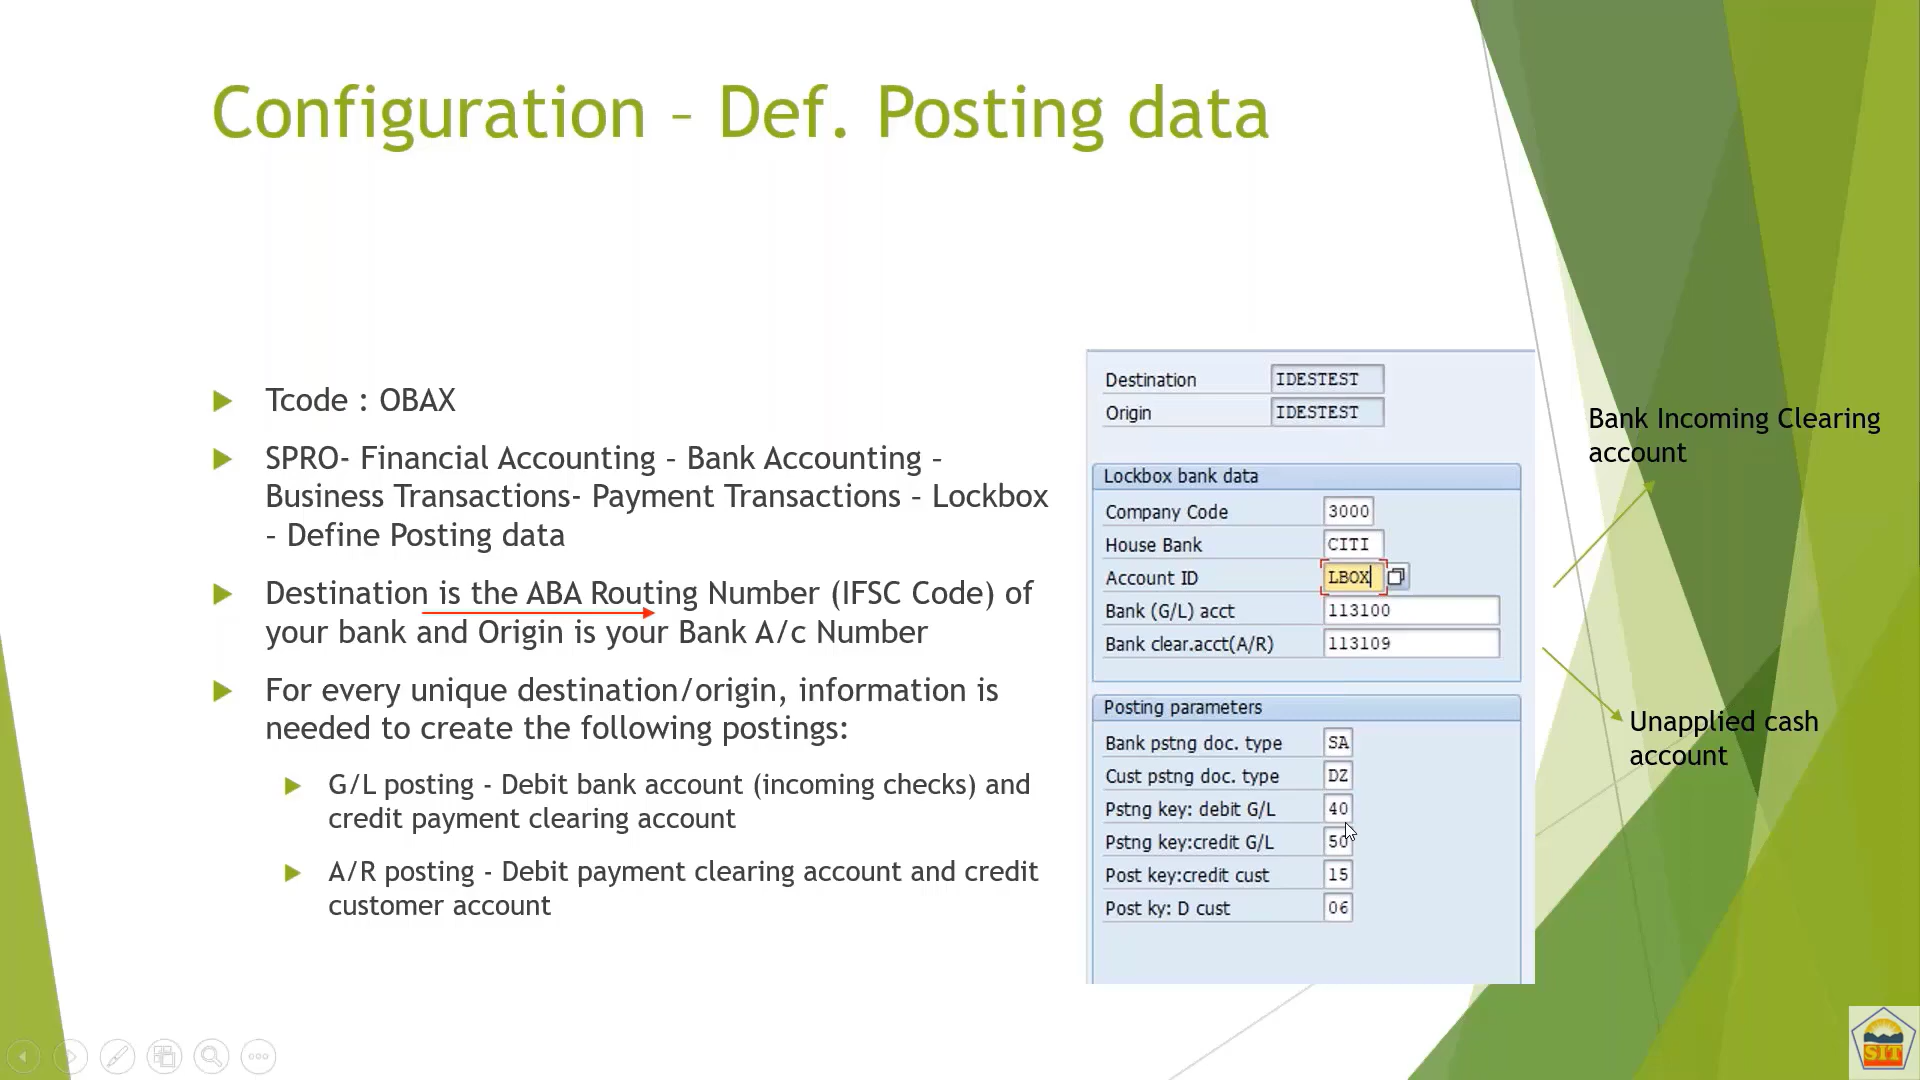 Configuration – Def. Posting data
Tcode : OBAX
SPRO- Financial Accounting – Bank Accounting –
Business Transactions- Payment Transactions – Lockbox
– Define Posting data
Destination is the ABA Routing Number (IFSC Code) of
your bank and Origin is your Bank A/c Number
For every unique destination/origin, information is
needed to create the following postings:
G/L posting - Debit bank account (incoming checks) and
credit payment clearing account
A/R posting - Debit payment clearing account and credit
customer account
Destination IDESTEST
Origin IDESTEST
Lockbox bank data
Company Code 3000
House Bank CITI
Account ID LBOX
Bank (G/L) acct 113100
Bank clear.acct(A/R) 113109
Posting parameters
Bank pstng doc. type SA
Cust pstng doc. type DZ
Pstng key: debit G/L 40
Pstng key:credit G/L 50
Post key:credit cust 15
Post ky: D cust 06
Bank Incoming Clearing
account
Unapplied cash
account
SIT